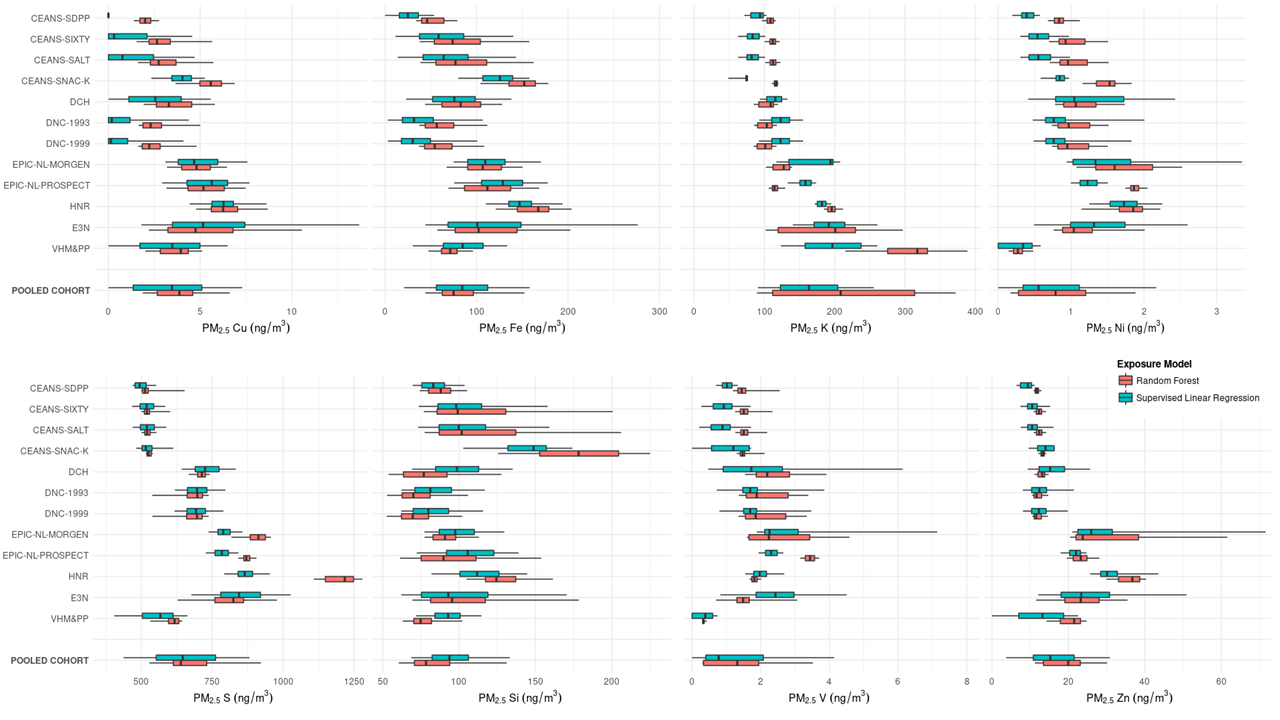 CEANS-SDPP
CEANS-SIXTY
CEANS-SALT
CEANS-SNAC-K
DCH
DNC-1993
DNC-1999
EPIC-NL-MORGEN
EPIC-NL-PROSPECT
HNR
E3N
VHM&PP
POOLED COHORT
0 5 10
PM2.5 Cu (ng/m³)
0 100 200 300
PM2.5 Fe (ng/m³)
0 100 200 300 400
PM2.5 K (ng/m³)
0 1 2 3
PM2.5 Ni (ng/m³)
Exposure Model
Random Forest
Supervised Linear Regression
CEANS-SDPP
CEANS-SIXTY
CEANS-SALT
CEANS-SNAC-K
DCH
DNC-1993
DNC-1999
EPIC-NL-MORGEN
EPIC-NL-PROSPECT
HNR
E3N
VHM&PP
POOLED COHORT
500 750 1000 1250
PM2.5 S (ng/m³)
50 100 150 200
PM2.5 Si (ng/m³)
0 2 4 6 8
PM2.5 V (ng/m³)
0 20 40 60
PM2.5 Zn (ng/m³)